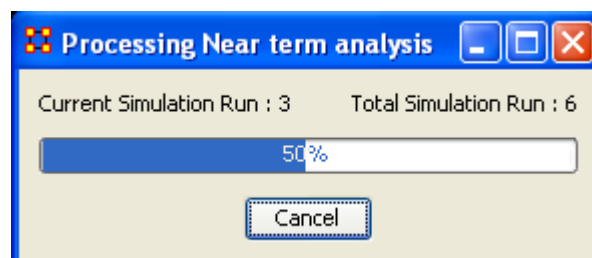 Processing Near term analysis
Current Simulation Run : 3 Total Simulation Run : 6
50%
Cancel